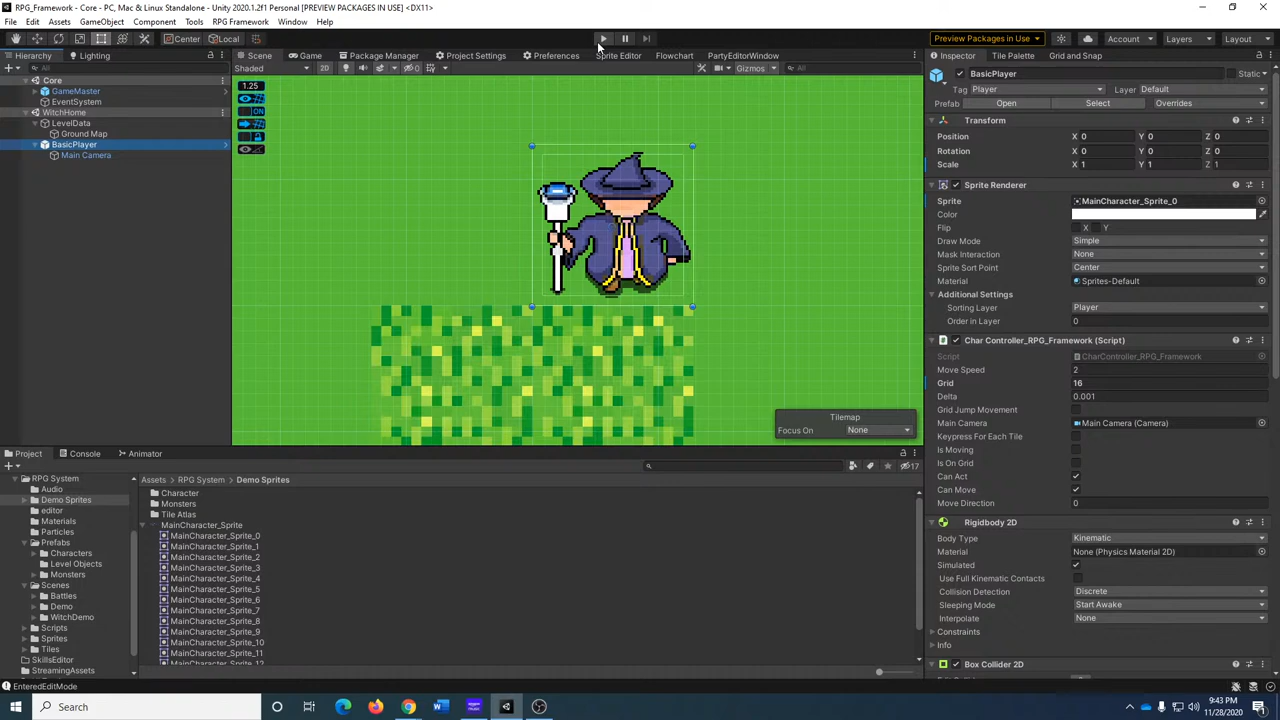 RPG_Framework - Core - PC, Mac & Linux Standalone - Unity 2020.1.2f1 Personal [PREVIEW PACKAGES IN USE] <DX11>
File Edit Assets GameObject Component Tools RPG Framework Window Help
Center Local Preview Packages in Use Account Layers Layout
Hierarchy Lighting Scene Game Package Manager Project Settings Preferences Sprite Editor Flowchart PartyEditorWindow Inspector Tile Palette Grid and Snap
All Shaded 2D 0 Gizmos All BasicPlayer Static
Core 1.25 Tag Player Layer Default
GameMaster Prefab Open Select Overrides
EventSystem ON Transform
WitchHome
LevelData
Ground Map Position X 0 Y 0 Z 0
BasicPlayer Rotation X 0 Y 0 Z 0
Main Camera Scale X 1 Y 1 Z 1
Sprite Renderer
Sprite MainCharacter_Sprite_0
Color
Flip X Y
Draw Mode Simple
Mask Interaction None
Sprite Sort Point Center
Material Sprites-Default
Additional Settings
Sorting Layer Player
Order in Layer 0
Char Controller_RPG_Framework (Script)
Script CharController_RPG_Framework
Move Speed 2
Grid 16
Delta 0.001
Grid Jump Movement
Main Camera Main Camera (Camera)
Keypress For Each Tile
Is Moving
Is On Grid
Can Act
Can Move
Move Direction 0
Tilemap
Focus On None
Rigidbody 2D
Body Type Kinematic
Material None (Physics Material 2D)
Simulated
Use Full Kinematic Contacts
Collision Detection Discrete
Sleeping Mode Start Awake
Interpolate None
Constraints
Info
Box Collider 2D
Project Console Animator
17
RPG System
Audio
Demo Sprites
editor
Materials
Particles
Prefabs
Characters
Level Objects
Monsters
Scenes
Battles
Demo
WitchDemo
Scripts
Sprites
Tiles
SkillsEditor
StreamingAssets
Assets RPG System Demo Sprites
Character
Monsters
Tile Atlas
MainCharacter_Sprite
MainCharacter_Sprite_0
MainCharacter_Sprite_1
MainCharacter_Sprite_2
MainCharacter_Sprite_3
MainCharacter_Sprite_4
MainCharacter_Sprite_5
MainCharacter_Sprite_6
MainCharacter_Sprite_7
MainCharacter_Sprite_8
MainCharacter_Sprite_9
MainCharacter_Sprite_10
MainCharacter_Sprite_11
MainCharacter_Sprite_12
EnteredEditMode
Search music 9:43 PM
11/28/2020